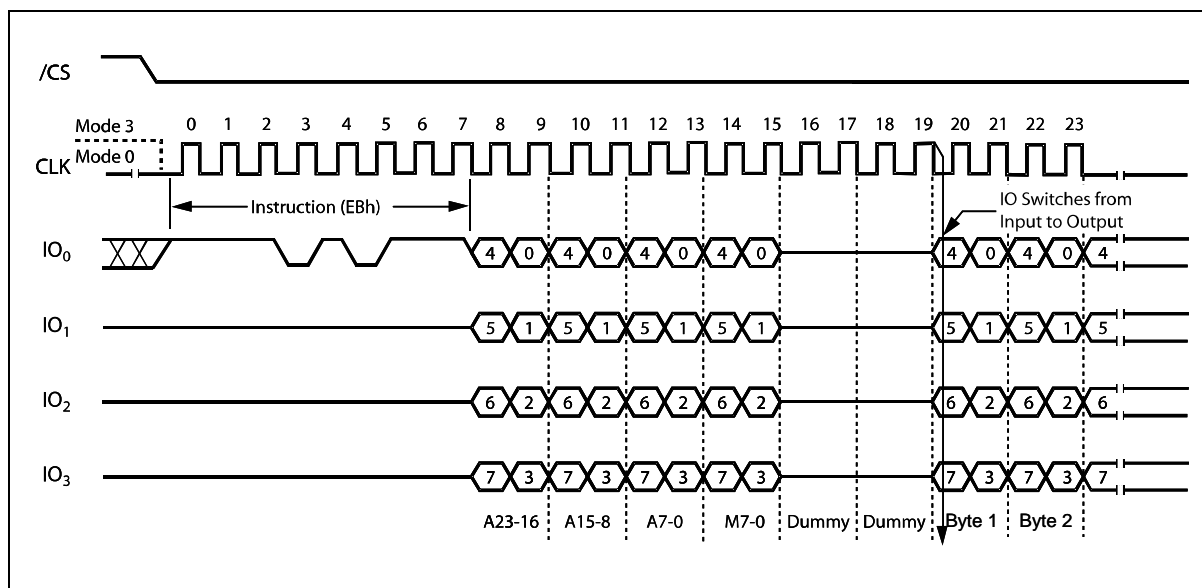 /CS
Mode 3
0 1 2 3 4 5 6 7 8 9 10 11 12 13 14 15 16 17 18 19 20 21 22 23
CLK
Mode 0
Instruction (EBh)
IO Switches from
Input to Output
IO0
4 0 4 0 4 0 4 0 4 0 4 0 4
IO1
5 1 5 1 5 1 5 1 5 1 5 1 5
IO2
6 2 6 2 6 2 6 2 6 2 6 2 6
IO3
7 3 7 3 7 3 7 3 7 3 7 3 7
A23-16 A15-8 A7-0 M7-0 Dummy Dummy Byte 1 Byte 2